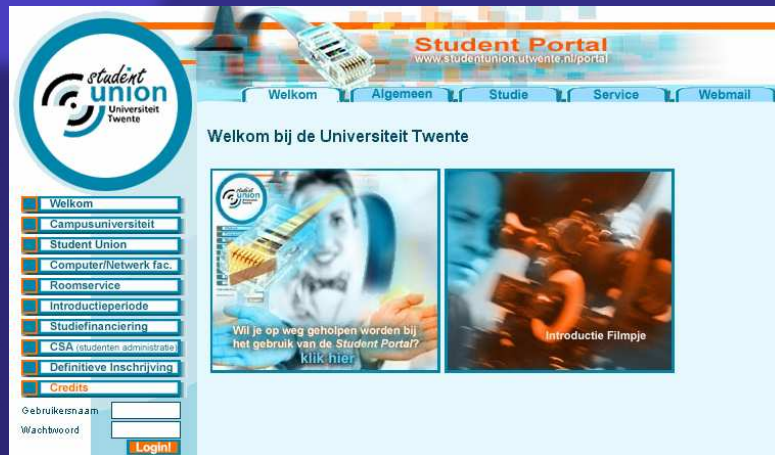 student
union
Universiteit
Twente
Student Portal
www.studentunion.utwente.nl/portal
Welkom
Algemeen
Studie
Service
Webmail
Welkom bij de Universiteit Twente
Welkom
Campusuniversiteit
Student Union
Computer/Netwerk fac.
Roomservice
Introductieperiode
Studiefinanciering
CSA (studenten administratie)
Definitieve Inschrijving
Credits
Gebruikersnaam
Wachtwoord
Login!
student
union
Wil je op weg geholpen worden bij
het gebruik van de Student Portal?
klik hier
Introductie Filmpje